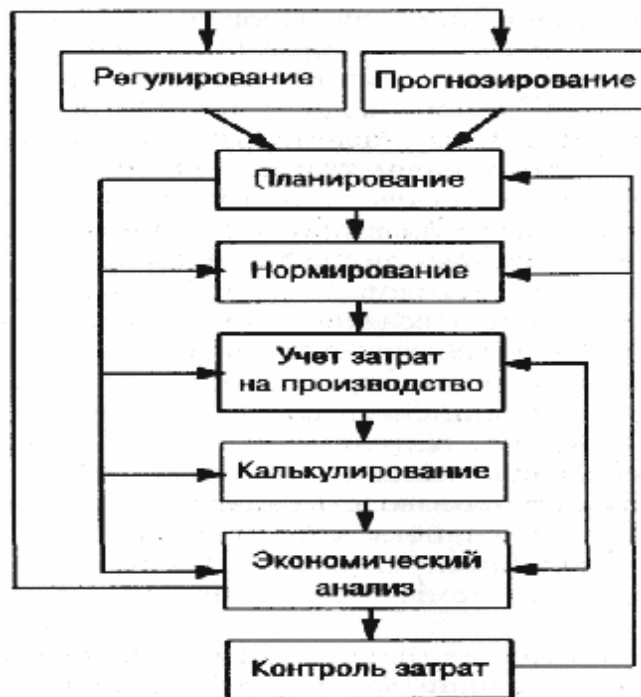 Регулирование
Прогнозирование
Планирование
Нормирование
Учет затрат
на производство
Калькулирование
Экономический
анализ
Контроль затрат